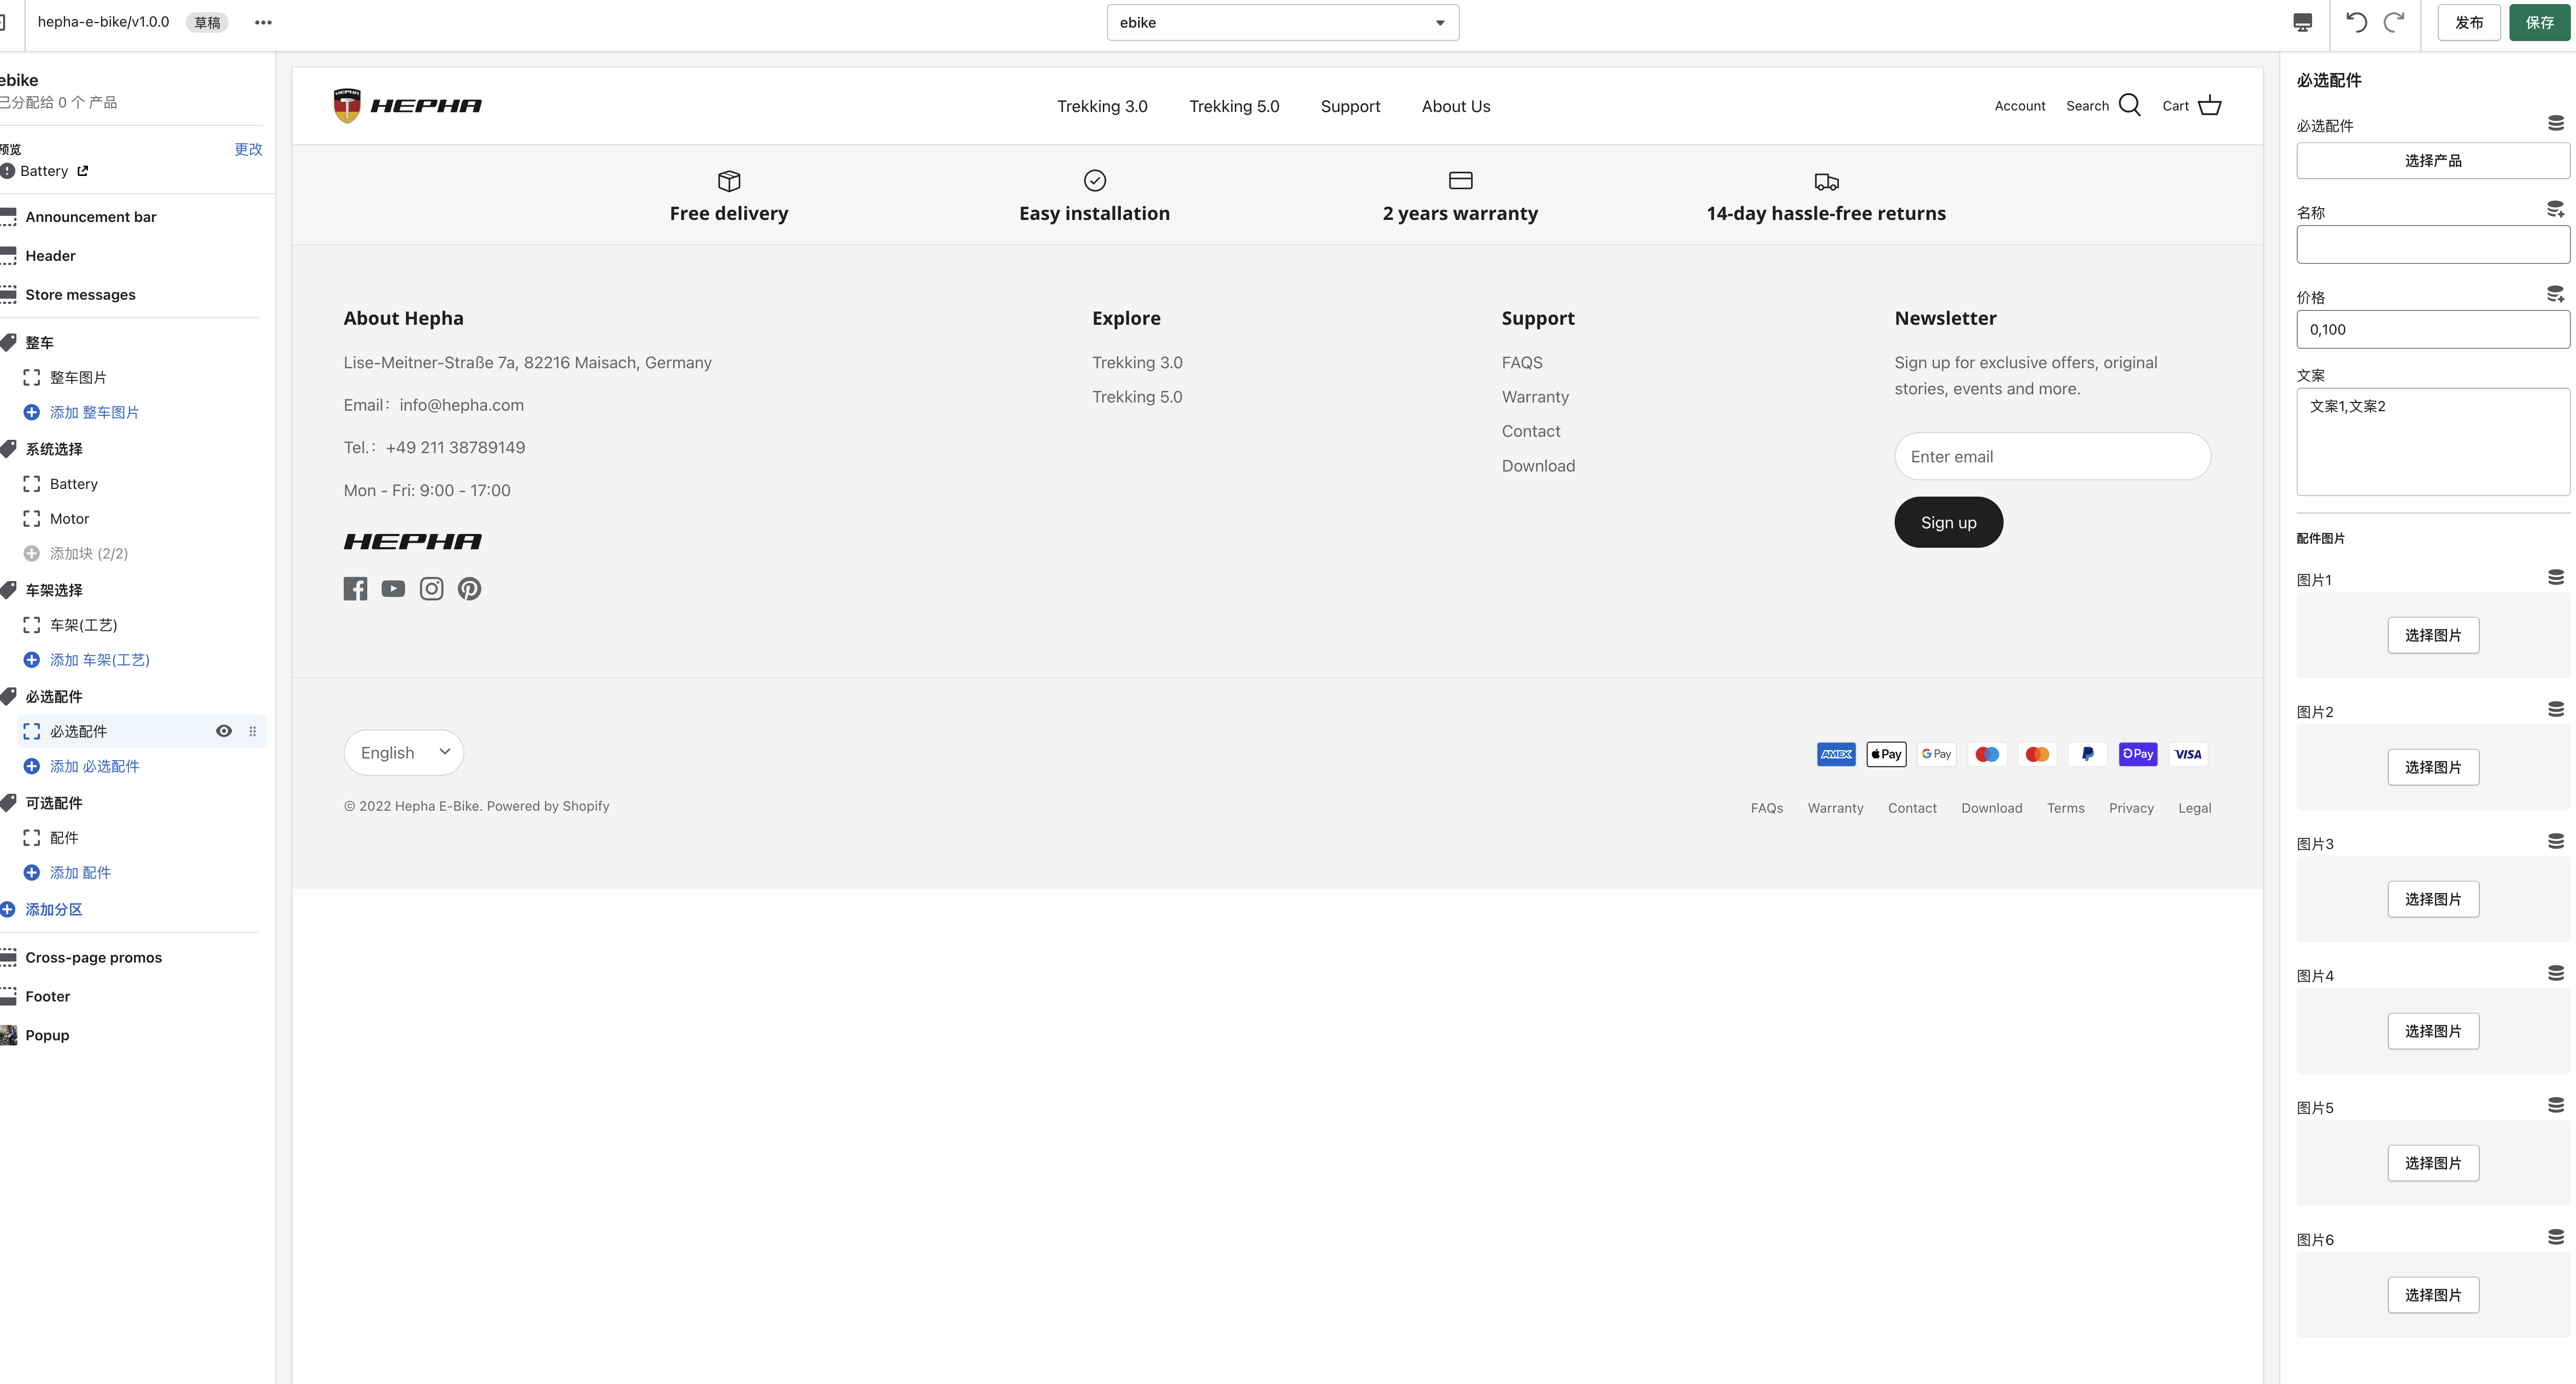 hepha-e-bike/v1.0.0 草稿 •••
ebike
发布
保存
ebike
已分配给 0 个 产品
预览
更改
Battery
Announcement bar
Header
Store messages
整车
整车图片
添加 整车图片
系统选择
Battery
Motor
添加块 (2/2)
车架选择
车架(工艺)
添加 车架(工艺)
必选配件
必选配件
添加 必选配件
可选配件
配件
添加 配件
添加分区
Cross-page promos
Footer
Popup
HEPHA
HEPHA
Trekking 3.0
Trekking 5.0
Support
About Us
Account
Search
Cart
Free delivery
Easy installation
2 years warranty
14-day hassle-free returns
About Hepha
Lise-Meitner-Straße 7a, 82216 Maisach, Germany
Email：info@hepha.com
Tel.：+49 211 38789149
Mon - Fri: 9:00 - 17:00
HEPHA
Explore
Trekking 3.0
Trekking 5.0
Support
FAQS
Warranty
Contact
Download
Newsletter
Sign up for exclusive offers, original
stories, events and more.
Enter email
Sign up
English
© 2022 Hepha E-Bike. Powered by Shopify
AMEX
Pay
G Pay
Pay
VISA
FAQs
Warranty
Contact
Download
Terms
Privacy
Legal
必选配件
必选配件
选择产品
名称
价格
0,100
文案
文案1,文案2
配件图片
图片1
选择图片
图片2
选择图片
图片3
选择图片
图片4
选择图片
图片5
选择图片
图片6
选择图片